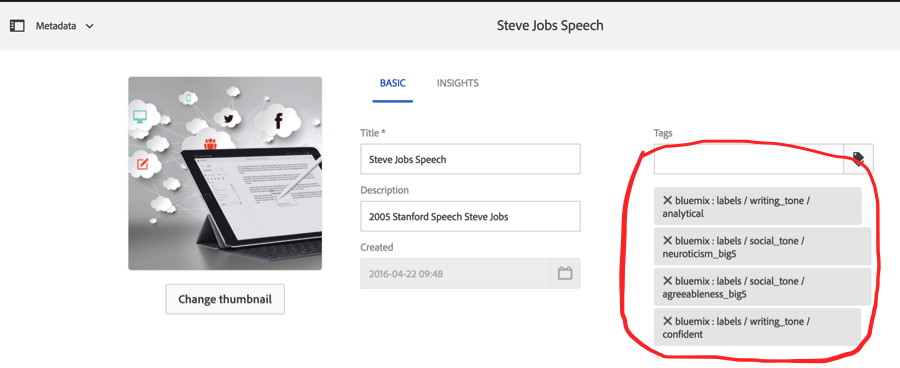 Metadata
Steve Jobs Speech
BASIC
INSIGHTS
Title *
Steve Jobs Speech
Description
2005 Stanford Speech Steve Jobs
Created
2016-04-22 09:48
Change thumbnail
Tags
bluemix : labels / writing_tone /
analytical
bluemix : labels / social_tone /
neuroticism_big5
bluemix : labels / social_tone /
agreeableness_big5
bluemix : labels / writing_tone /
confident